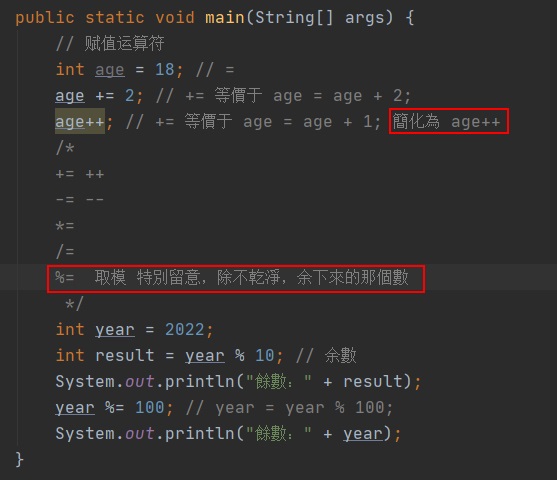 public static void main(String[] args) {
// 赋值运算符
int age = 18; // =
age += 2; // += 等價于 age = age + 2;
age++; // += 等價于 age = age + 1; 簡化為 age++
/*
+= ++
-= --
*=
/=
%= 取模 特別留意，除不乾淨，余下來的那個數
*/
int year = 2022;
int result = year % 10; // 余數
System.out.println("餘數：" + result);
year %= 100; // year = year % 100;
System.out.println("餘數：" + year);
}